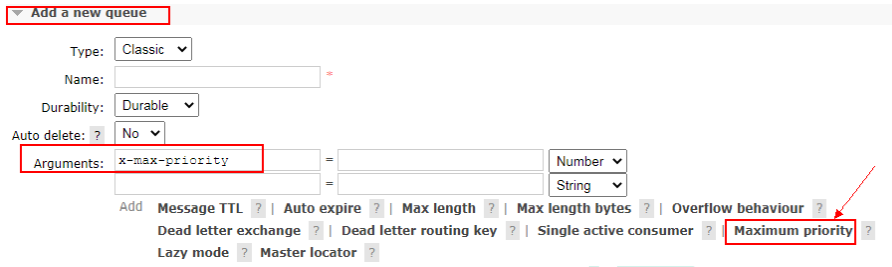 Add a new queue
Type: Classic
Name: *
Durability: Durable
Auto delete: ? No
Arguments: x-max-priority = Number
= String
Add Message TTL ? | Auto expire ? | Max length ? | Max length bytes ? | Overflow behaviour ?
Dead letter exchange ? | Dead letter routing key ? | Single active consumer ? | Maximum priority ?
Lazy mode ? Master locator ?